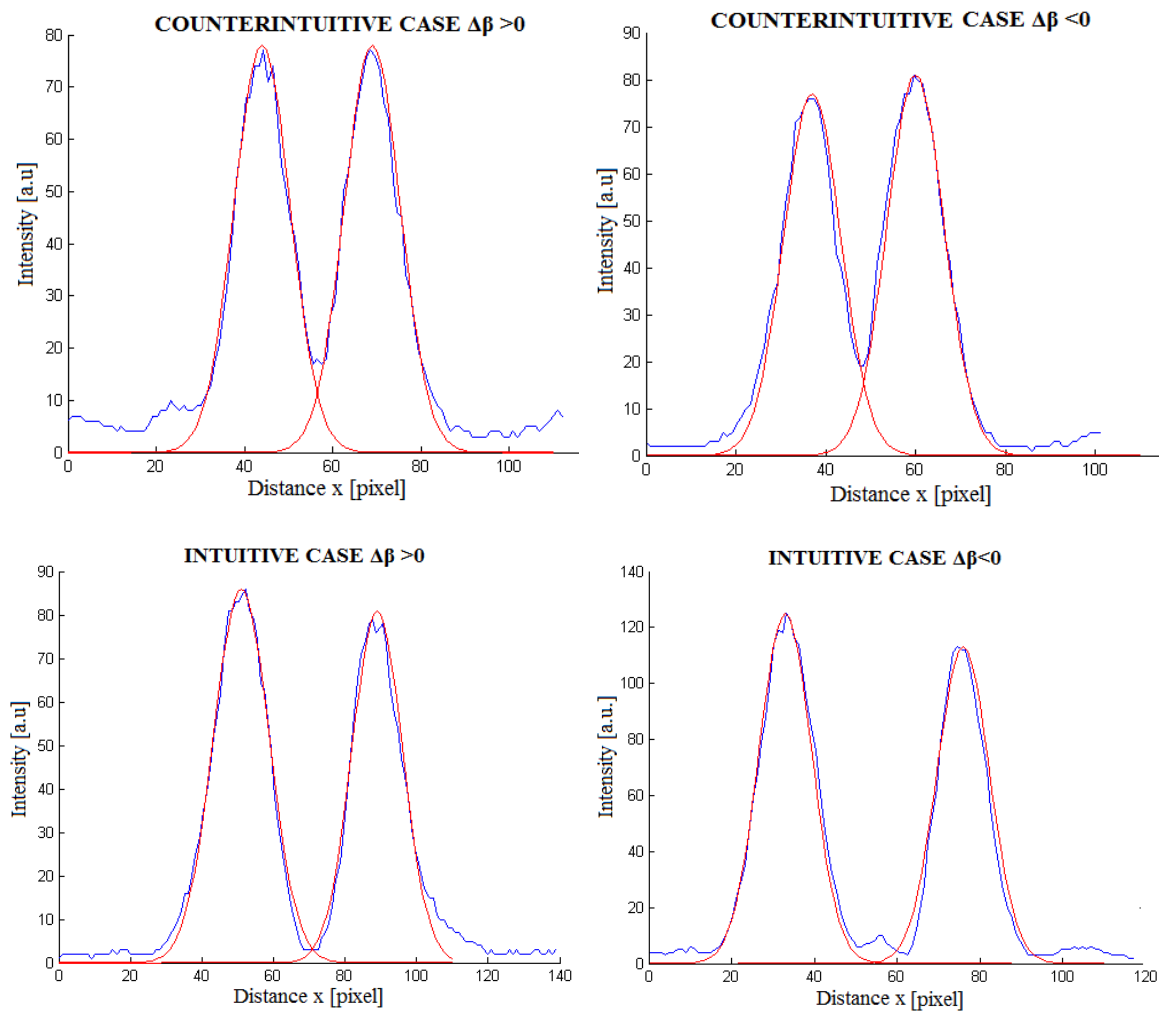 COUNTERINTUITIVE CASE Δβ >0
80
70
60
50
40
30
20
10
0
Intensity [a.u]
0 20 40 60 80 100
Distance x [pixel]
COUNTERINTUITIVE CASE Δβ <0
90
80
70
60
50
40
30
20
10
0
Intensity [a.u]
0 20 40 60 80 100
Distance x [pixel]
INTUITIVE CASE Δβ >0
90
80
70
60
50
40
30
20
10
0
Intensity [a.u]
0 20 40 60 80 100 120 140
Distance x [pixel]
INTUITIVE CASE Δβ<0
140
120
100
80
60
40
20
0
Intensity [a.u.]
0 20 40 60 80 100 120
Distance x [pixel]